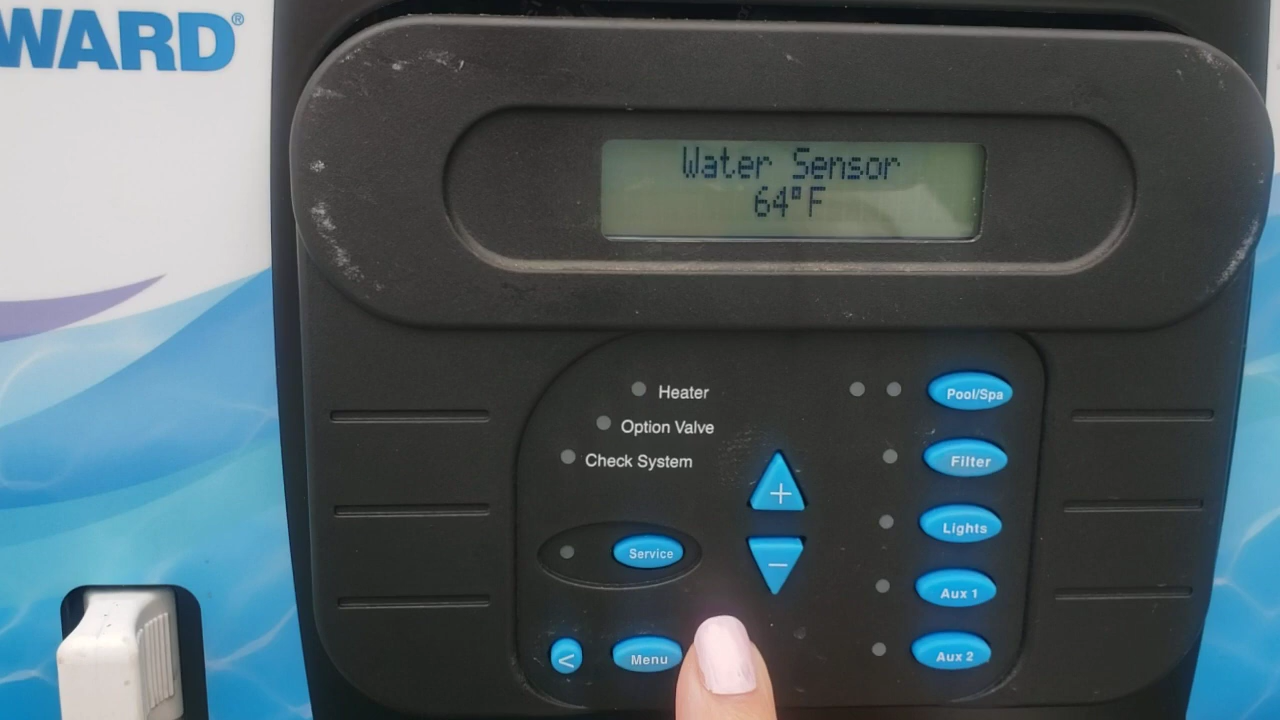 WARD®
Water Sensor
64°F
Heater
Option Valve
Check System
+
−
Service
<
Menu
Pool/Spa
Filter
Lights
Aux 1
Aux 2